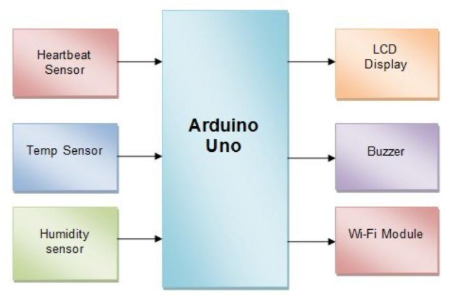 Heartbeat
Sensor
Temp Sensor
Humidity
sensor
Arduino
Uno
LCD
Display
Buzzer
Wi-Fi Module